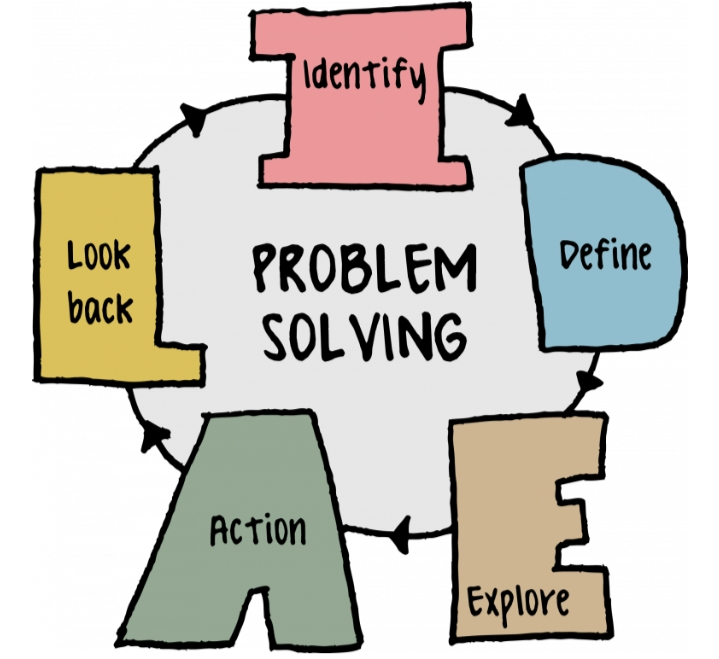 Identify
Define
Explore
Action
Look
back
PROBLEM
SOLVING